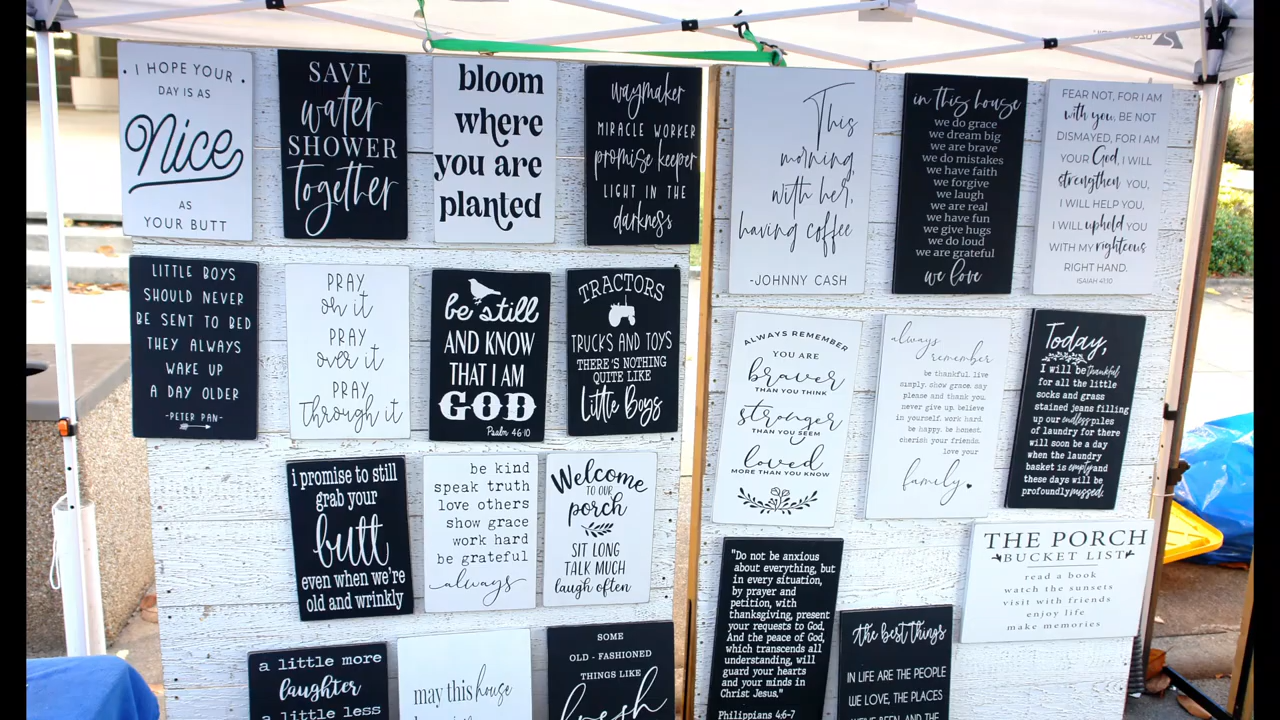 • I HOPE YOUR •
DAY IS AS
Nice
AS
YOUR BUTT
SAVE
water
SHOWER
together
bloom
where
you are
planted
waymaker
MIRACLE WORKER
promise keeper
LIGHT IN THE
darkness
This
morning,
with her,
having coffee
-JOHNNY CASH
in this house
we do grace
we dream big
we are brave
we do mistakes
we have faith
we forgive
we laugh
we are real
we have fun
we give hugs
we do loud
we are grateful
we love
FEAR NOT, FOR I AM
with you, BE NOT
DISMAYED, FOR I AM
YOUR God, I WILL
strengthen YOU,
I WILL HELP YOU,
I WILL uphold YOU
WITH MY righteous
RIGHT HAND.
ISAIAH 41:10
LITTLE BOYS
SHOULD NEVER
BE SENT TO BED
THEY ALWAYS
WAKE UP
A DAY OLDER
-PETER PAN-
PRAY
on it
PRAY
over it
PRAY
through it
be still
AND KNOW
THAT I AM
GOD
Psalm 46:10
TRACTORS
TRUCKS AND TOYS
THERE'S NOTHING
QUITE LIKE
Little Boys
ALWAYS REMEMBER
YOU ARE
braver
THAN YOU THINK
stronger
THAN YOU SEEM
loved
MORE THAN YOU KNOW
always
remember
be thankful. live
simply. show grace. say
please and thank you.
never give up. believe
in yourself. work hard.
be happy. be honest.
cherish your friends.
love your
family.
Today,
I will be thankful
for all the little
socks and grass
stained jeans filling
up our endless piles
of laundry for there
will soon be a day
when the laundry
basket is empty and
these days will be
profoundly missed.
i promise to still
grab your
butt
even when we're
old and wrinkly
be kind
speak truth
love others
show grace
work hard
be grateful
always
Welcome
TO OUR
porch
SIT LONG
TALK MUCH
laugh often
"Do not be anxious
about everything, but
in every situation,
by prayer and
petition, with
thanksgiving, present
your requests to God.
And the peace of God,
which transcends all
understanding, will
guard your hearts
and your minds in
Christ Jesus,"
Philippians 4:6-7
THE PORCH
BUCKET LIST
read a book
watch the sunsets
visit with friends
enjoy life
make memories
a little more
laughter
a little less
may this house
SOME
OLD-FASHIONED
THINGS LIKE
fresh
the best things
IN LIFE ARE THE PEOPLE
WE LOVE, THE PLACES
WE'VE BEEN, AND THE